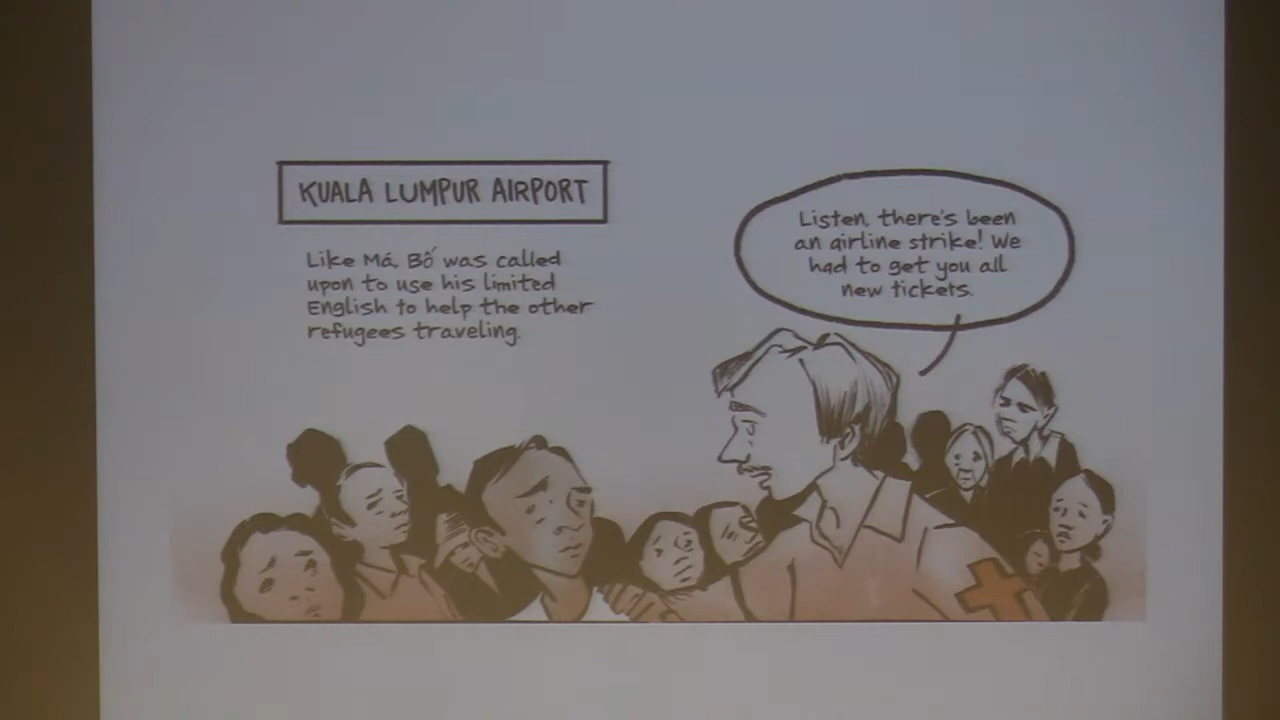 KUALA LUMPUR AIRPORT
Like Má, Bố was called
upon to use his limited
English to help the other
refugees traveling.
Listen, there's been
an airline strike! We
had to get you all
new tickets.